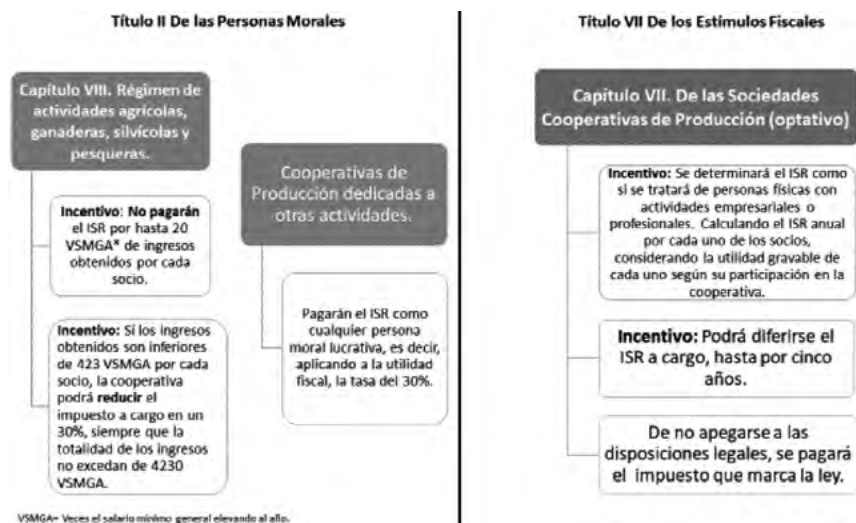 Título II De las Personas Morales
Capítulo VIII. Régimen de
actividades agrícolas,
ganaderas, silvícolas y
pesqueras.
Incentivo: No pagarán
el ISR por hasta 20
VSMGA* de ingresos
obtenidos por cada
socio.
Incentivo: Si los ingresos
obtenidos son inferiores
de 423 VSMGA por cada
socio, la cooperativa
podrá reducir el
impuesto a cargo en un
30%, siempre que la
totalidad de los ingresos
no excedan de 4230
VSMGA.
Cooperativas de
Producción dedicadas a
otras actividades.
Pagarán el ISR como
cualquier persona
moral lucrativa, es decir,
aplicando a la utilidad
fiscal, la tasa del 30%.
VSMGA= Veces el salario mínimo general elevando al año.
Título VII De los Estímulos Fiscales
Capítulo VII. De las Sociedades
Cooperativas de Producción (optativo)
Incentivo: Se determinará el ISR como
si se tratará de personas físicas con
actividades empresariales o
profesionales. Calculando el ISR anual
por cada uno de los socios,
considerando la utilidad gravable de
cada uno según su participación en la
cooperativa.
Incentivo: Podrá diferirse el
ISR a cargo, hasta por cinco
años.
De no apegarse a las
disposiciones legales, se pagará
el impuesto que marca la ley.